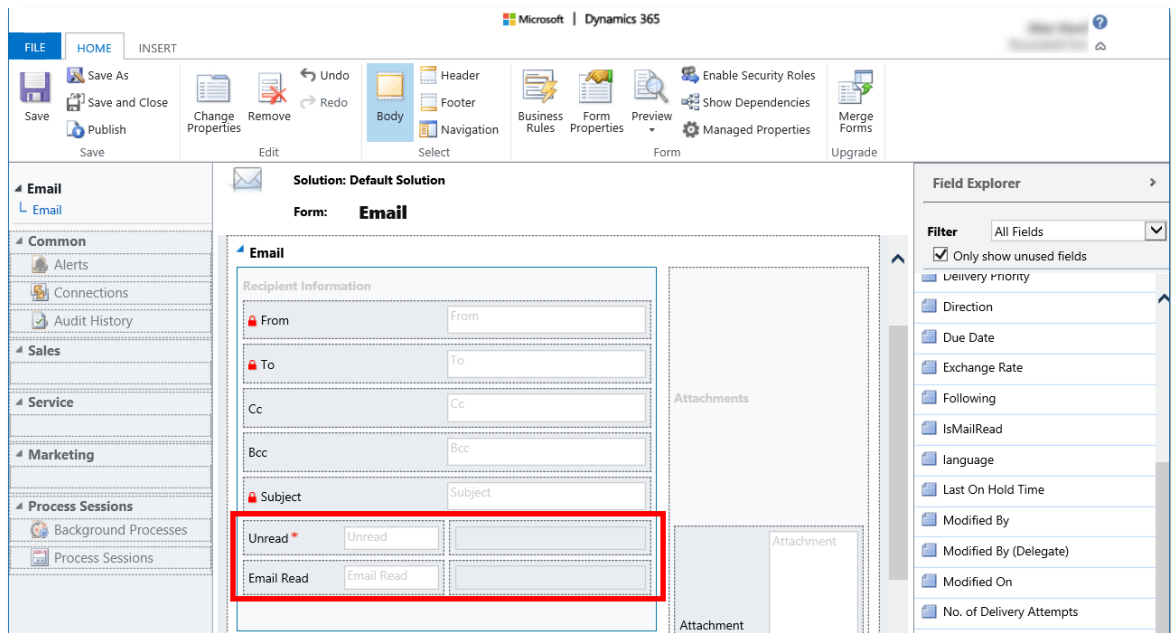 Microsoft | Dynamics 365
FILE HOME INSERT
Save
Save As
Save and Close
Publish
Save
Change Properties
Remove
Undo
Redo
Edit
Body
Header
Footer
Navigation
Select
Business Rules
Form Properties
Preview
Enable Security Roles
Show Dependencies
Managed Properties
Form
Merge Forms
Upgrade
Email
Email
Common
Alerts
Connections
Audit History
Sales
Service
Marketing
Process Sessions
Background Processes
Process Sessions
Solution: Default Solution
Form: Email
Email
Recipient Information
From From
To To
Cc Cc
Bcc Bcc
Subject Subject
Unread * Unread
Email Read Email Read
Attachments
Attachment
Attachment
Field Explorer
Filter All Fields
Only show unused fields
Delivery Priority
Direction
Due Date
Exchange Rate
Following
IsMailRead
language
Last On Hold Time
Modified By
Modified By (Delegate)
Modified On
No. of Delivery Attempts